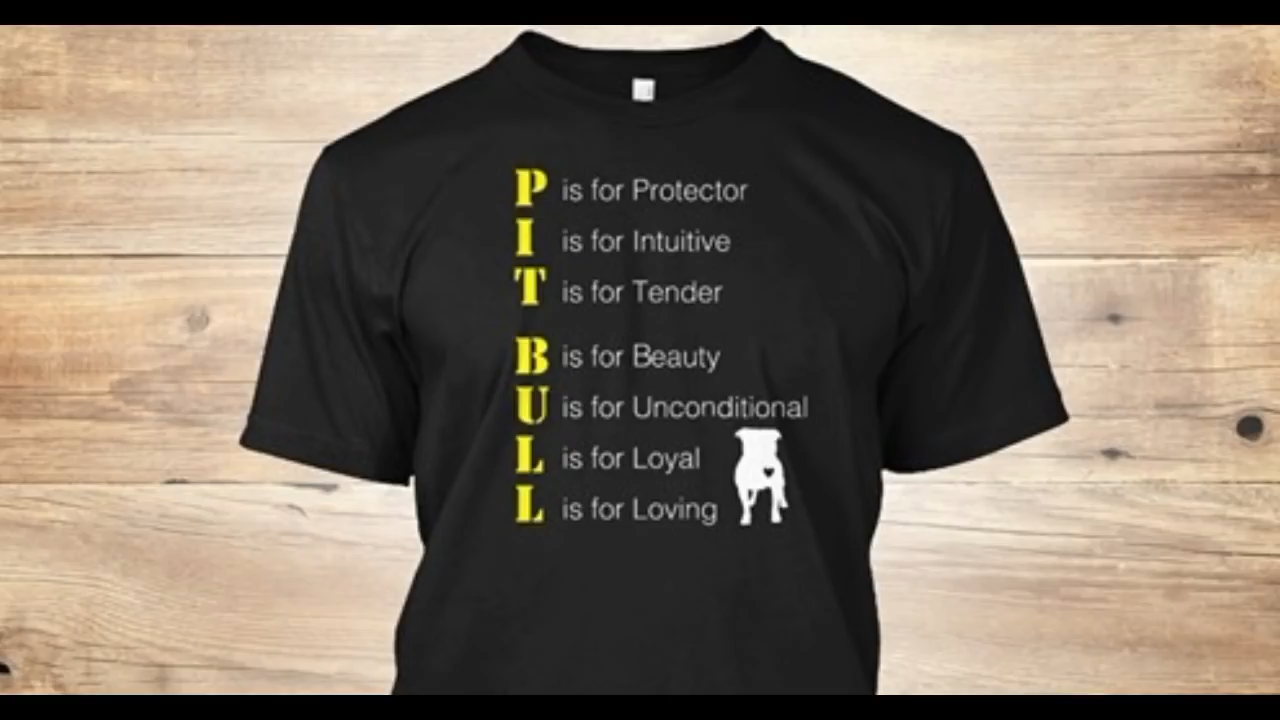 P is for Protector
I is for Intuitive
T is for Tender
B is for Beauty
U is for Unconditional
L is for Loyal
L is for Loving